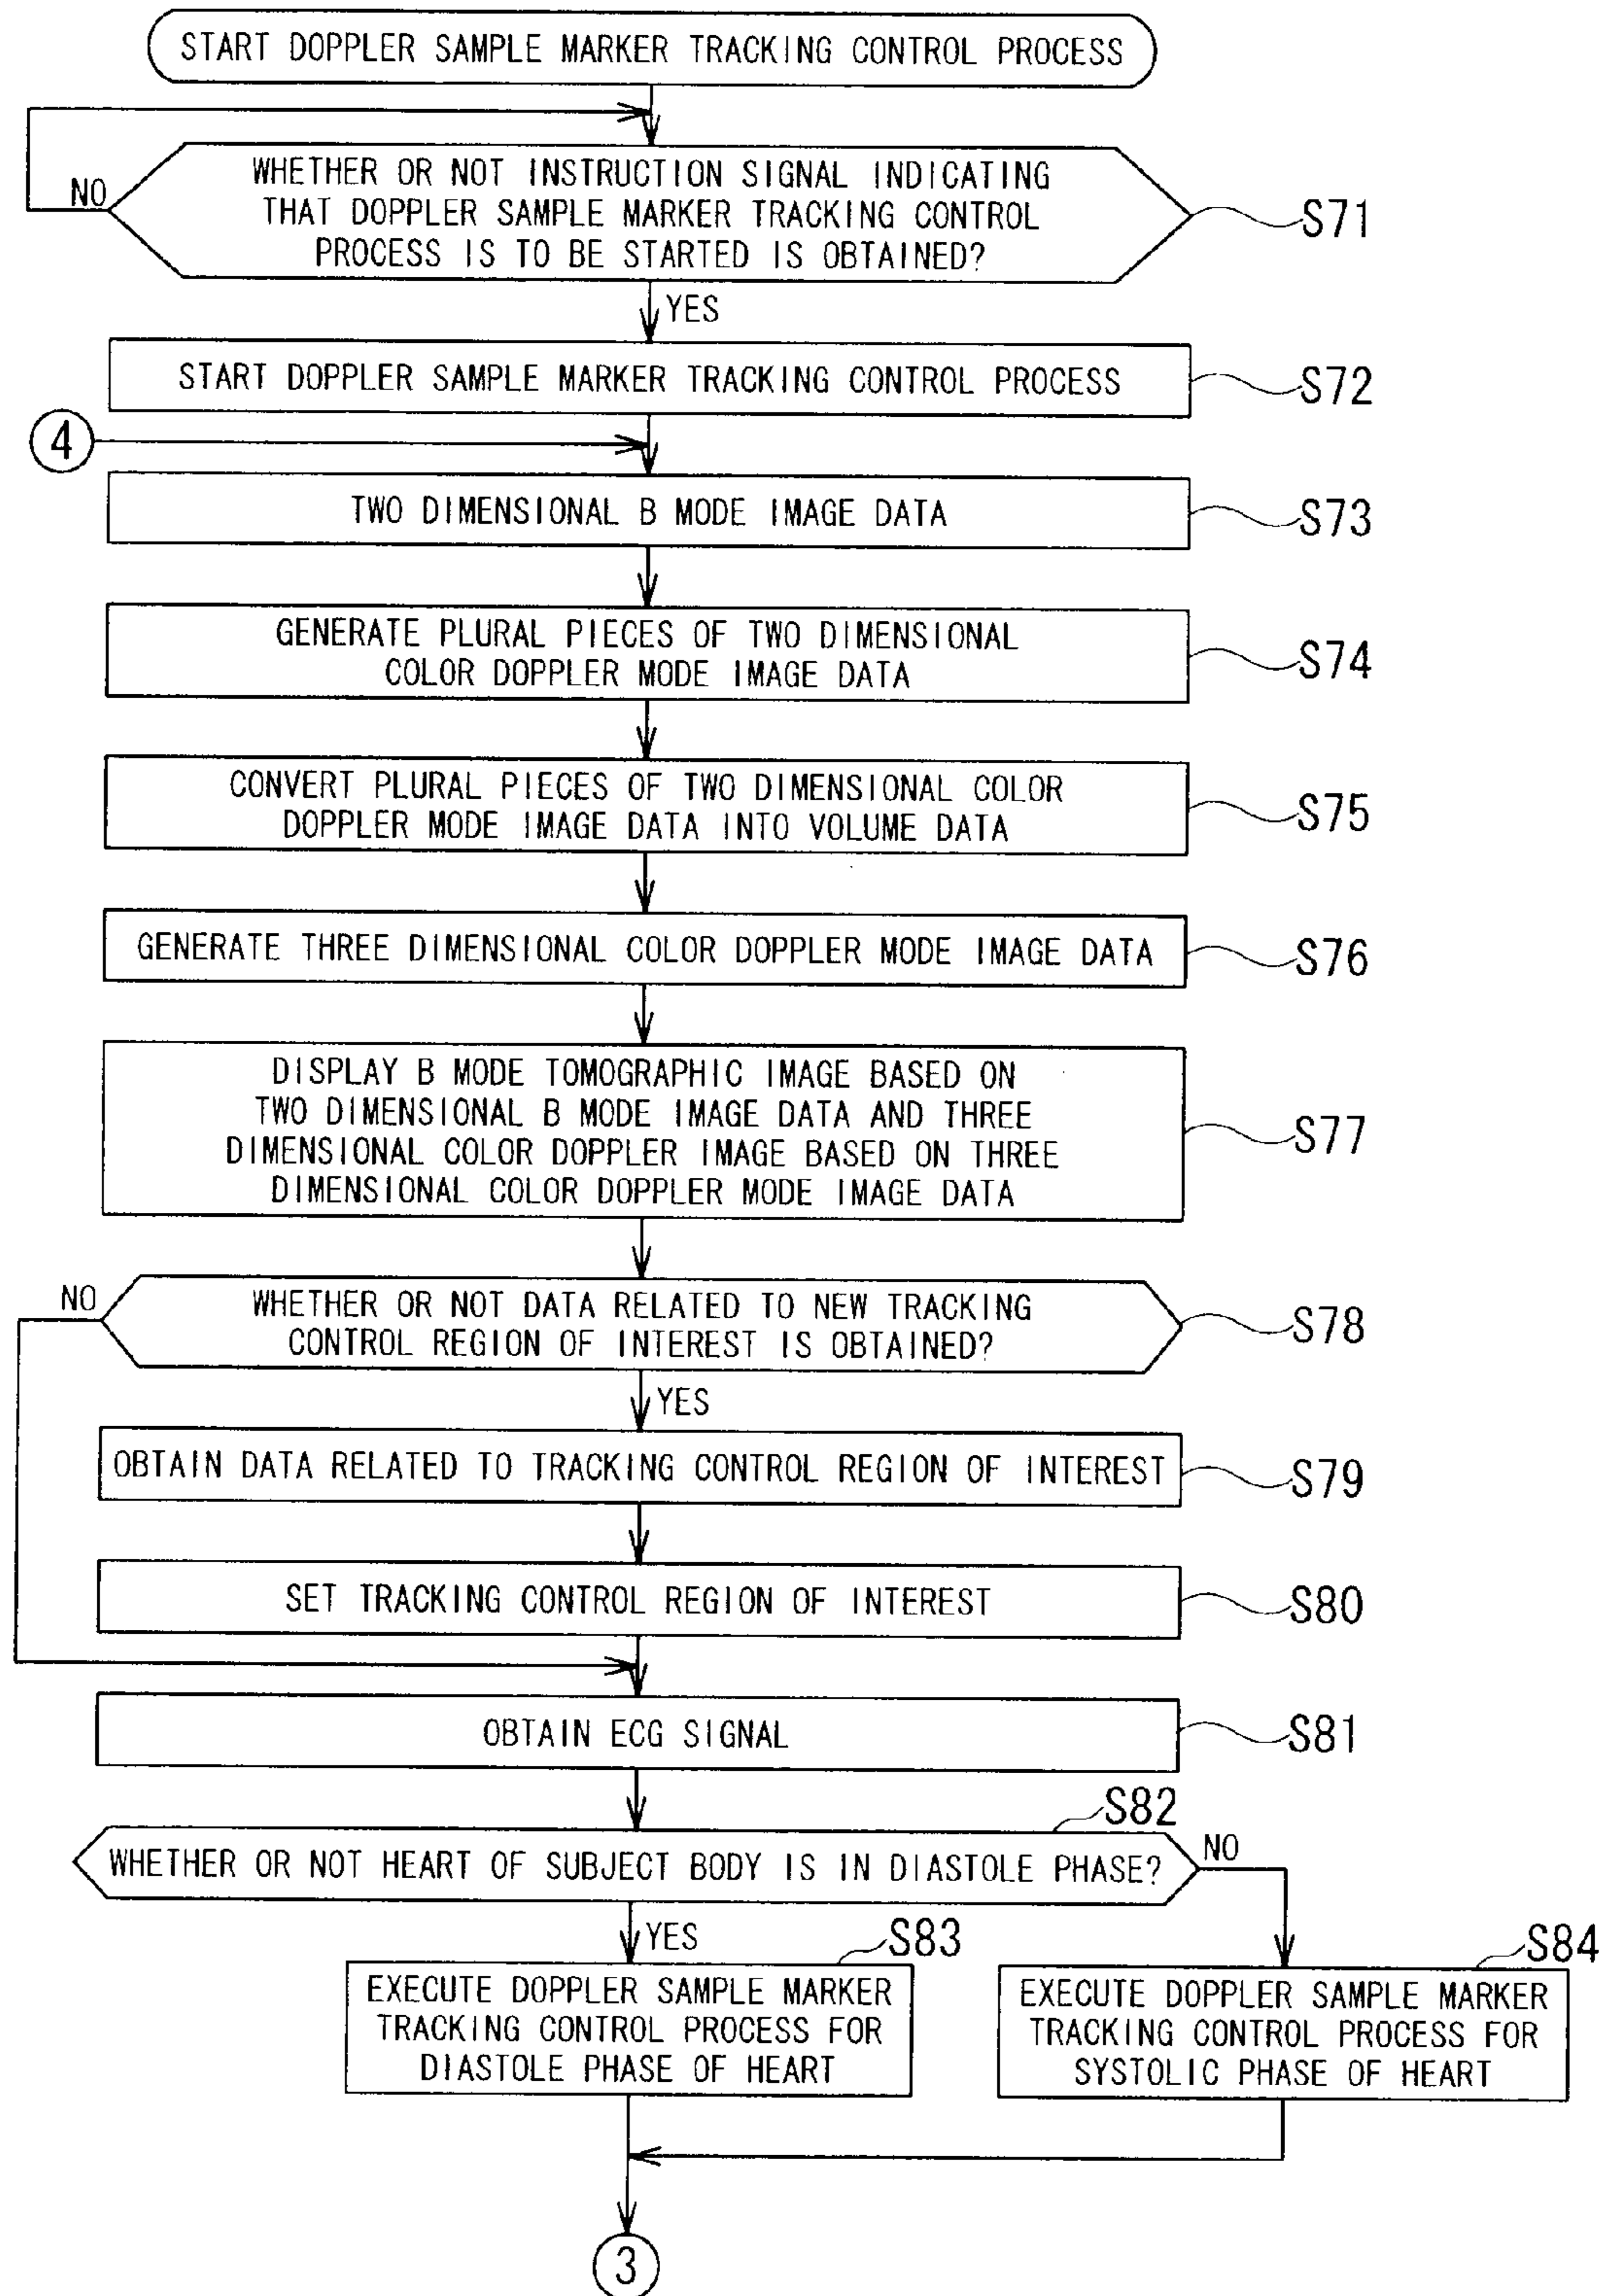 START DOPPLER SAMPLE MARKER TRACKING CONTROL PROCESS
NO
WHETHER OR NOT INSTRUCTION SIGNAL INDICATING
THAT DOPPLER SAMPLE MARKER TRACKING CONTROL
PROCESS IS TO BE STARTED IS OBTAINED?
S71
YES
START DOPPLER SAMPLE MARKER TRACKING CONTROL PROCESS
S72
4
TWO DIMENSIONAL B MODE IMAGE DATA
S73
GENERATE PLURAL PIECES OF TWO DIMENSIONAL
COLOR DOPPLER MODE IMAGE DATA
S74
CONVERT PLURAL PIECES OF TWO DIMENSIONAL COLOR
DOPPLER MODE IMAGE DATA INTO VOLUME DATA
S75
GENERATE THREE DIMENSIONAL COLOR DOPPLER MODE IMAGE DATA
S76
DISPLAY B MODE TOMOGRAPHIC IMAGE BASED ON
TWO DIMENSIONAL B MODE IMAGE DATA AND THREE
DIMENSIONAL COLOR DOPPLER IMAGE BASED ON THREE
DIMENSIONAL COLOR DOPPLER MODE IMAGE DATA
S77
NO
WHETHER OR NOT DATA RELATED TO NEW TRACKING
CONTROL REGION OF INTEREST IS OBTAINED?
S78
YES
OBTAIN DATA RELATED TO TRACKING CONTROL REGION OF INTEREST
S79
SET TRACKING CONTROL REGION OF INTEREST
S80
OBTAIN ECG SIGNAL
S81
S82
WHETHER OR NOT HEART OF SUBJECT BODY IS IN DIASTOLE PHASE?
NO
YES
S83
S84
EXECUTE DOPPLER SAMPLE MARKER
TRACKING CONTROL PROCESS FOR
DIASTOLE PHASE OF HEART
EXECUTE DOPPLER SAMPLE MARKER
TRACKING CONTROL PROCESS FOR
SYSTOLIC PHASE OF HEART
3